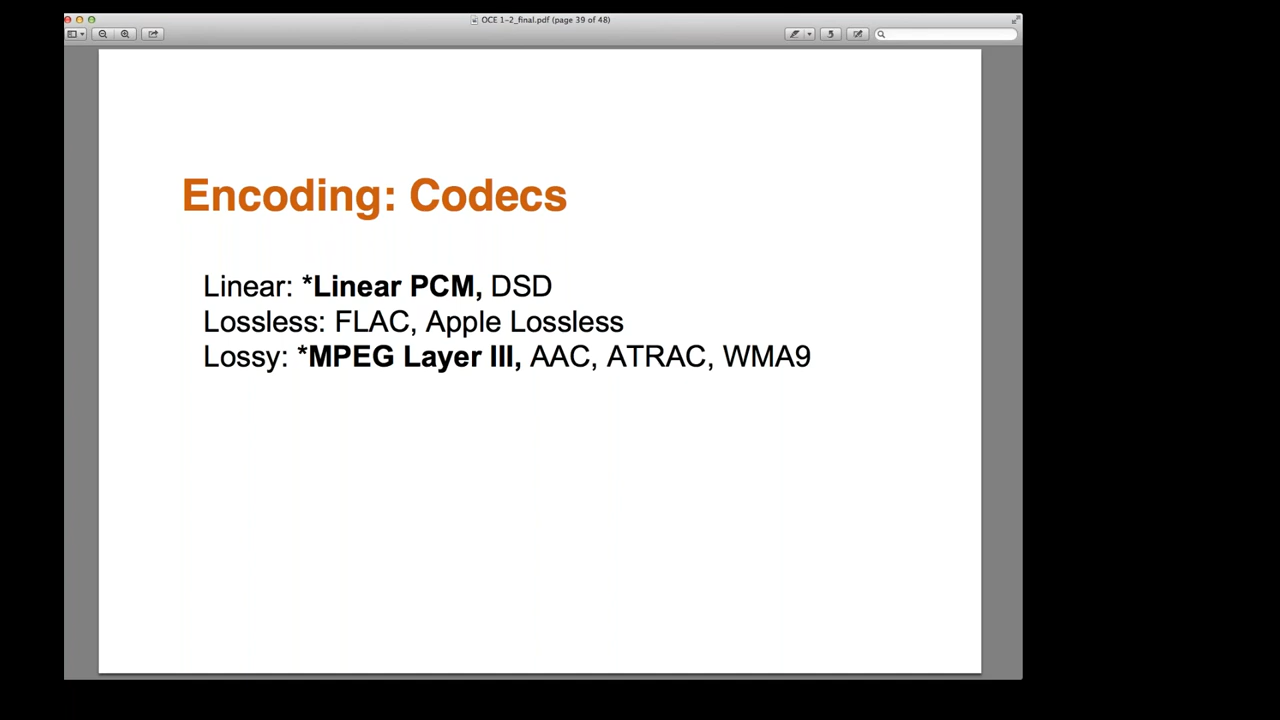 OCE 1-2_final.pdf (page 39 of 48)
Encoding: Codecs
Linear: *Linear PCM, DSD
Lossless: FLAC, Apple Lossless
Lossy: *MPEG Layer III, AAC, ATRAC, WMA9